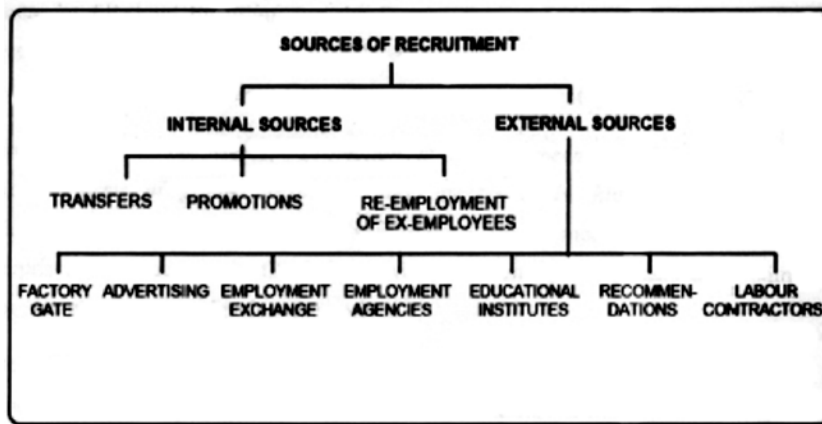 SOURCES OF RECRUITMENT
INTERNAL SOURCES
EXTERNAL SOURCES
TRANSFERS
PROMOTIONS
RE-EMPLOYMENT
OF EX-EMPLOYEES
FACTORY
GATE
ADVERTISING
EMPLOYMENT
EXCHANGE
EMPLOYMENT
AGENCIES
EDUCATIONAL
INSTITUTES
RECOMMEN-
DATIONS
LABOUR
CONTRACTORS